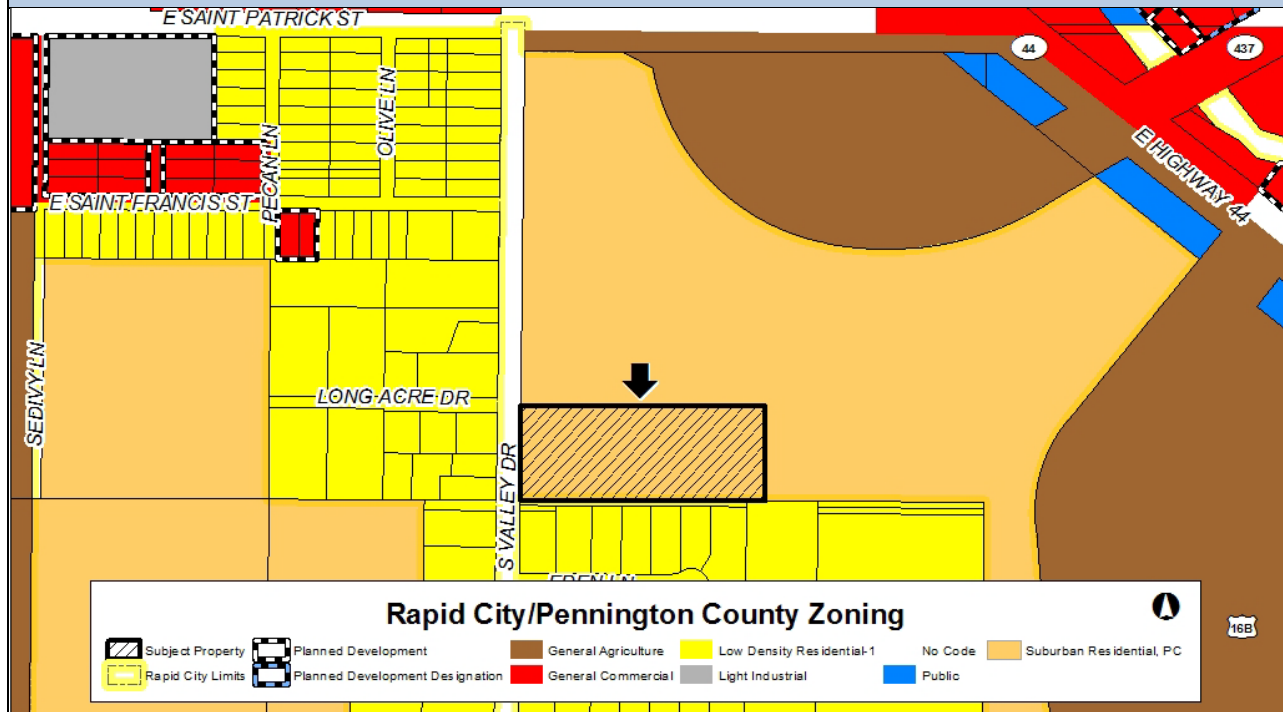 E SAINT PATRICK ST
44
437
OLIVE LN
PECAN LN
E HIGHWAY 44
E SAINT FRANCIS ST
SEDIVY LN
LONG ACRE DR
S VALLEY DR
EDEN LN
Rapid City/Pennington County Zoning
Subject Property
Planned Development
General Agriculture
Low Density Residential-1
No Code
Suburban Residential, PC
Rapid City Limits
Planned Development Designation
General Commercial
Light Industrial
Public
16B